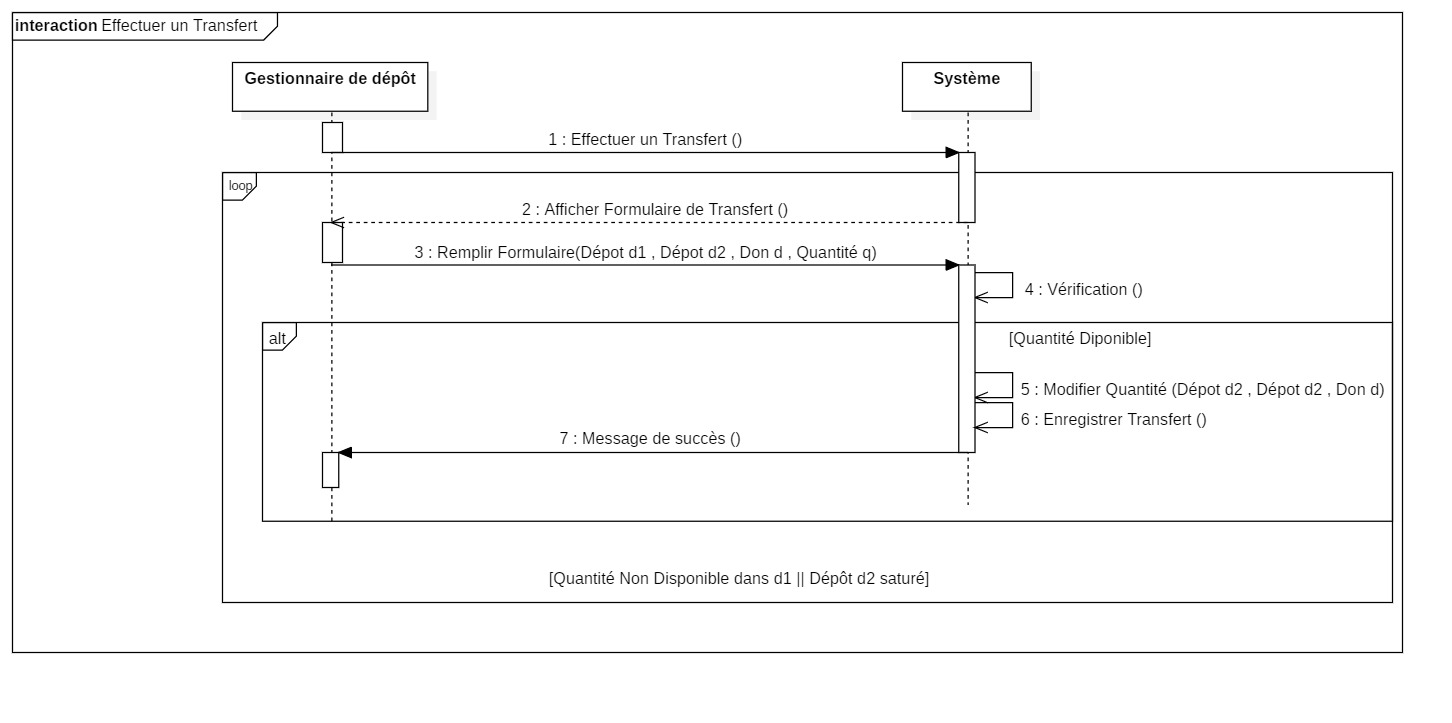 interaction Effectuer un Transfert
Gestionnaire de dépôt
Système
1 : Effectuer un Transfert ()
loop
2 : Afficher Formulaire de Transfert ()
3 : Remplir Formulaire(Dépot d1 , Dépot d2 , Don d , Quantité q)
4 : Vérification ()
alt
[Quantité Diponible]
5 : Modifier Quantité (Dépot d2 , Dépot d2 , Don d)
6 : Enregistrer Transfert ()
7 : Message de succès ()
[Quantité Non Disponible dans d1 || Dépôt d2 saturé]